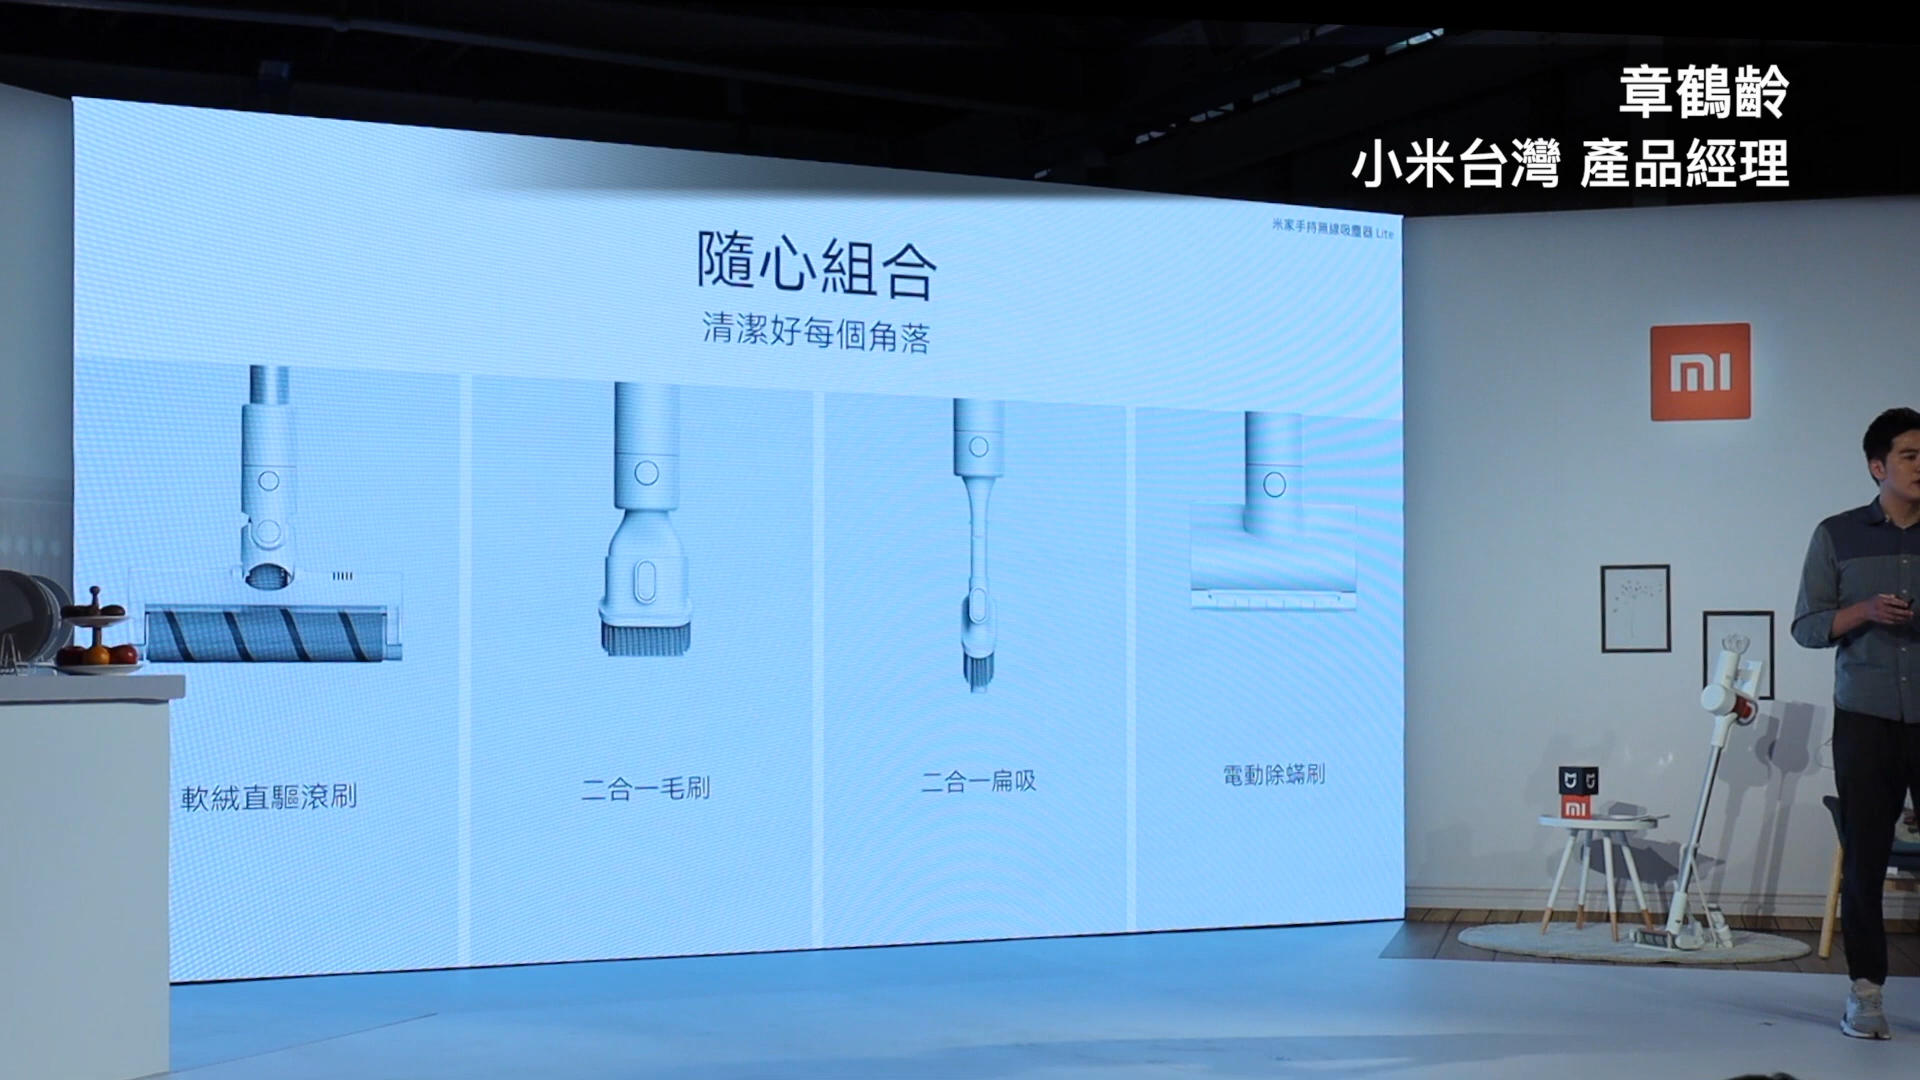 章鶴齡
小米台灣 產品經理
米家手持無線吸塵器 Lite
隨心組合
清潔好每個角落
軟絨直驅滾刷
二合一毛刷
二合一扁吸
電動除蟎刷
mi
mi